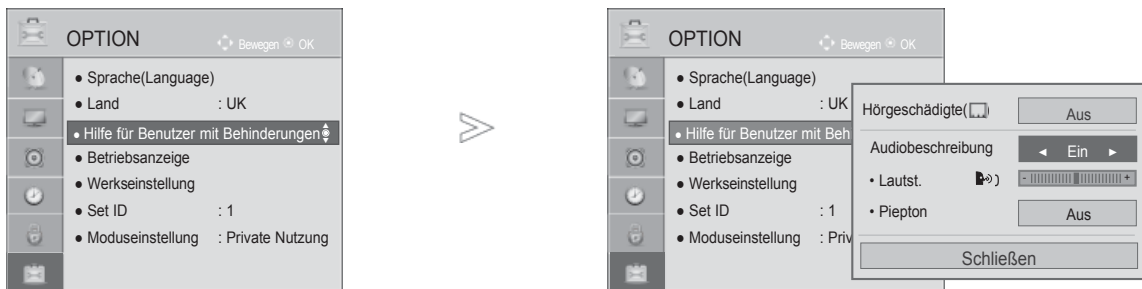 OPTION
Bewegen OK
● Sprache(Language)
● Land : UK
● Hilfe für Benutzer mit Behinderungen
● Betriebsanzeige
● Werkseinstellung
● Set ID : 1
● Moduseinstellung : Private Nutzung
>
OPTION
Bewegen OK
● Sprache(Language)
● Land : UK
● Hilfe für Benutzer mit Beh
● Betriebsanzeige
● Werkseinstellung
● Set ID : 1
● Moduseinstellung : Priv
Hörgeschädigte( ) Aus
Audiobeschreibung ◄ Ein ►
• Lautst. - +
• Piepton Aus
Schließen